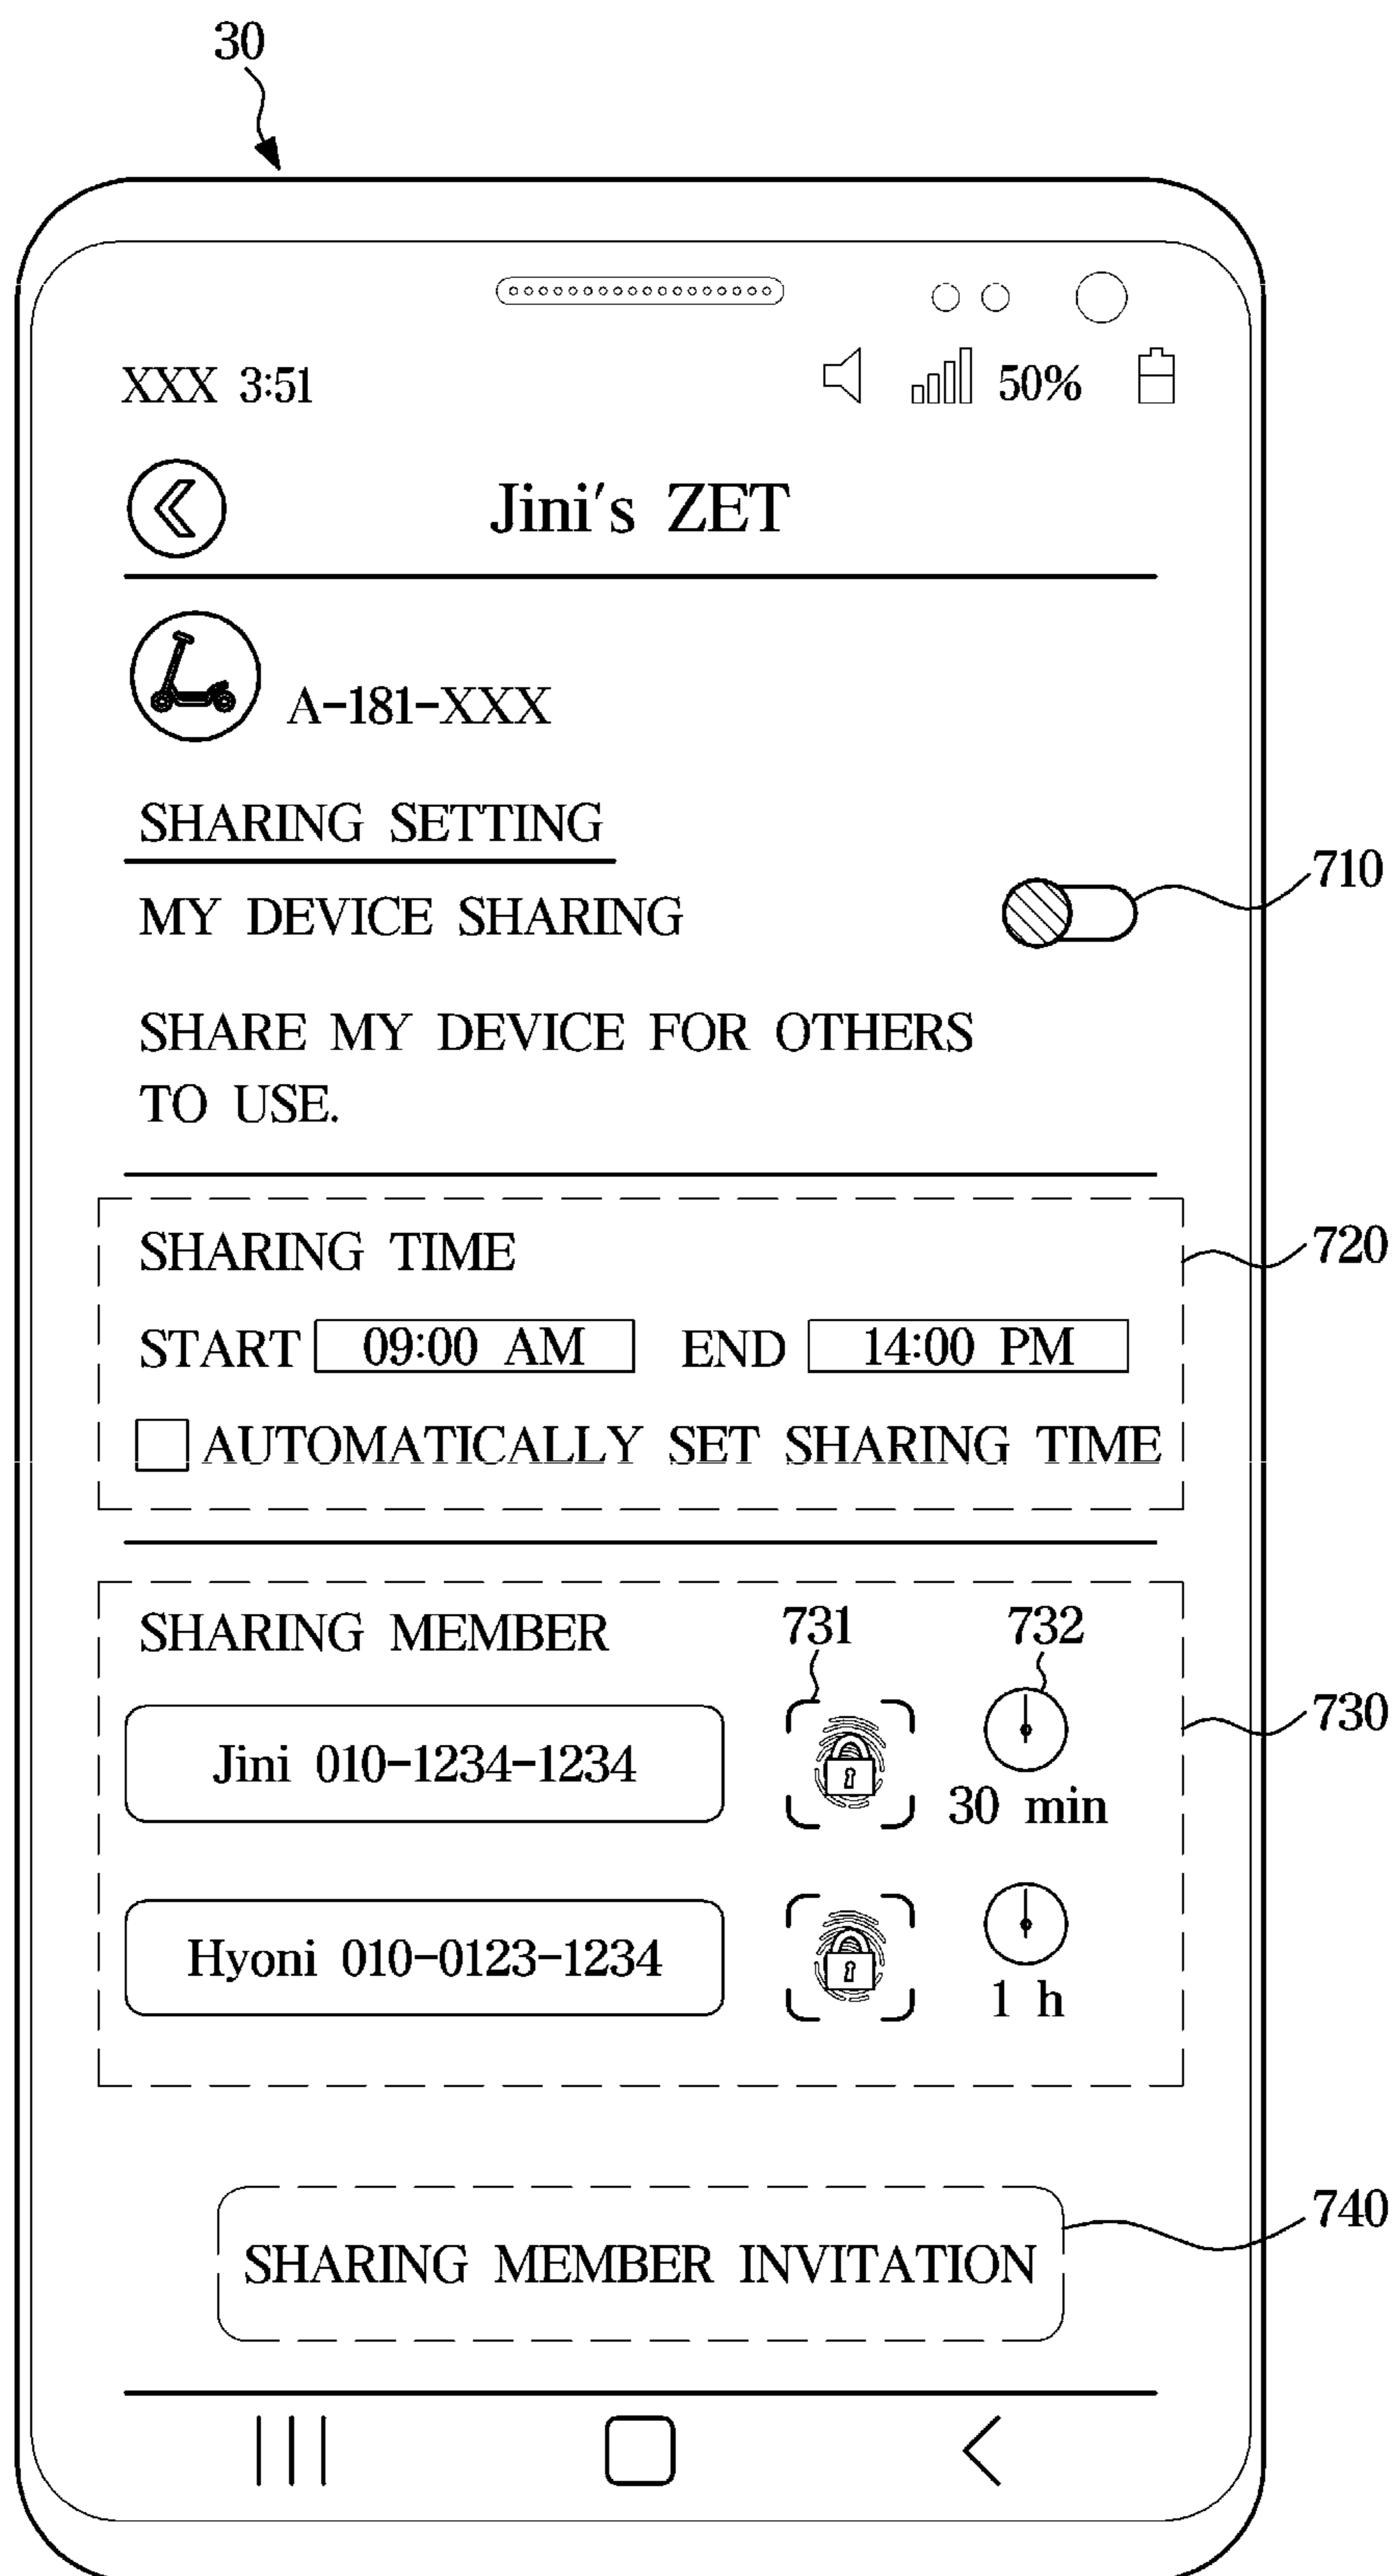 30
XXX 3:51 50%
Jini's ZET
A-181-XXX
SHARING SETTING
MY DEVICE SHARING
710
SHARE MY DEVICE FOR OTHERS
TO USE.
SHARING TIME
720
START 09:00 AM END 14:00 PM
AUTOMATICALLY SET SHARING TIME
SHARING MEMBER 731 732
730
Jini 010-1234-1234
30 min
Hyoni 010-0123-1234
1 h
740
SHARING MEMBER INVITATION